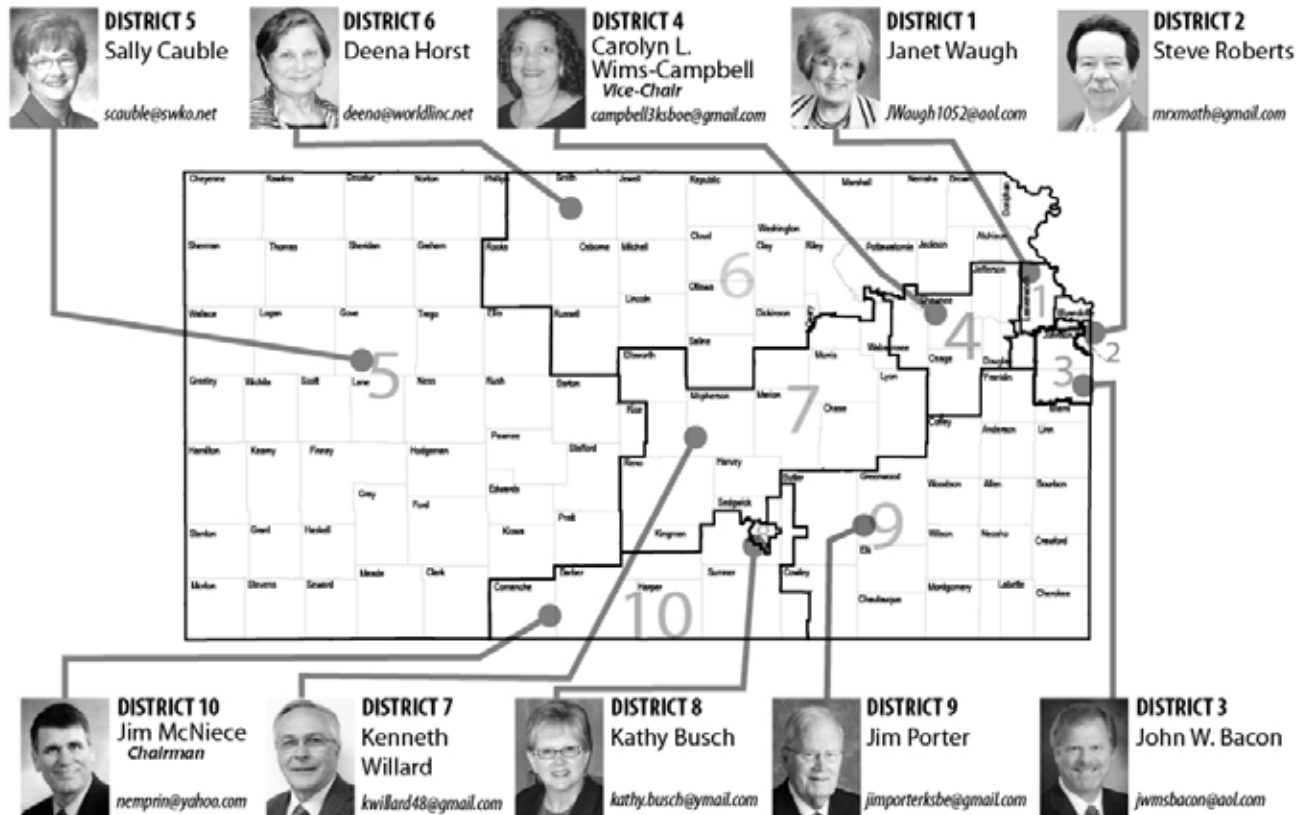 DISTRICT 5
Sally Cauble
scauble@swko.net
DISTRICT 6
Deena Horst
deena@worldlinc.net
DISTRICT 4
Carolyn L.
Wims-Campbell
Vice-Chair
campbell3ksboe@gmail.com
DISTRICT 1
Janet Waugh
JWaugh1052@aol.com
DISTRICT 2
Steve Roberts
mrxmath@gmail.com
Cheyenne Rawlins Decatur Norton Phillips Smith Jewell Republic Marshall Nemaha Brown Doniphan
Washington
Cloud
Atchison
Sherman Thomas Sheridan Graham Rooks Osborne Mitchell Clay Riley Pottawatomie Jackson
6
Jefferson
Ottawa
Lincoln
Shawnee
Leavenworth
1
Wallace Logan Gove Trego Ellis Russell Dickinson Geary Wyandotte
4
Johnson
2
Saline
Wabaunsee
Ellsworth Morris Osage Douglas
5
3
Greeley Wichita Scott Lane Ness Rush Barton Lyon Franklin
Mcpherson Marion
7
Rice Chase Miami
Coffey Anderson Linn
Pawnee
Stafford
Hamilton Kearny Finney Hodgeman
Reno Harvey
Butler Greenwood
Woodson Allen Bourbon
Gray Edwards
Ford
Sedgwick
9
Pratt
Stanton Grant Haskell Kiowa Kingman
Wilson Neosho Crawford
Elk
Meade Clark Barber Sumner Cowley
Morton Stevens Seward Comanche Harper
10
Chautauqua Montgomery Labette Cherokee
DISTRICT 10
Jim McNiece
Chairman
nemprin@yahoo.com
DISTRICT 7
Kenneth
Willard
kwillard48@gmail.com
DISTRICT 8
Kathy Busch
kathy.busch@ymail.com
DISTRICT 9
Jim Porter
jimporterksbe@gmail.com
DISTRICT 3
John W. Bacon
jwmsbacon@aol.com